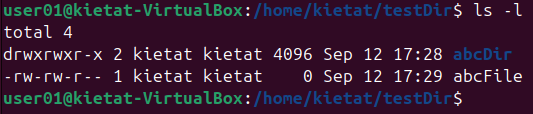 user01@kietat-VirtualBox:/home/kietat/testDir$ ls -l
total 4
drwxrwxr-x 2 kietat kietat 4096 Sep 12 17:28 abcDir
-rw-rw-r-- 1 kietat kietat    0 Sep 12 17:29 abcFile
user01@kietat-VirtualBox:/home/kietat/testDir$